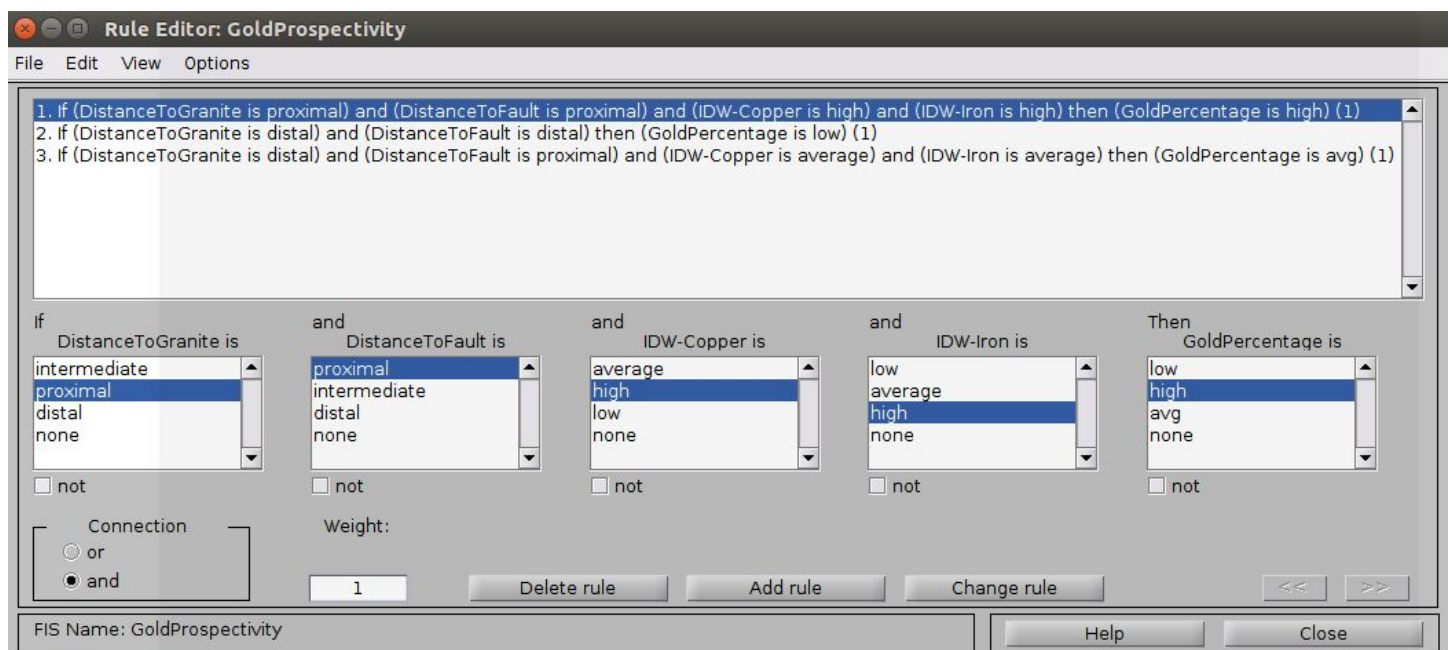 Rule Editor: GoldProspectivity
File Edit View Options
1. If (DistanceToGranite is proximal) and (DistanceToFault is proximal) and (IDW-Copper is high) and (IDW-Iron is high) then (GoldPercentage is high) (1)
2. If (DistanceToGranite is distal) and (DistanceToFault is distal) then (GoldPercentage is low) (1)
3. If (DistanceToGranite is distal) and (DistanceToFault is proximal) and (IDW-Copper is average) and (IDW-Iron is average) then (GoldPercentage is avg) (1)
If and and and Then
DistanceToGranite is DistanceToFault is IDW-Copper is IDW-Iron is GoldPercentage is
intermediate proximal average low low
proximal intermediate high average high
distal distal low high avg
none none none none none
not not not not not
Connection Weight:
or
and 1 Delete rule Add rule Change rule << >>
FIS Name: GoldProspectivity Help Close